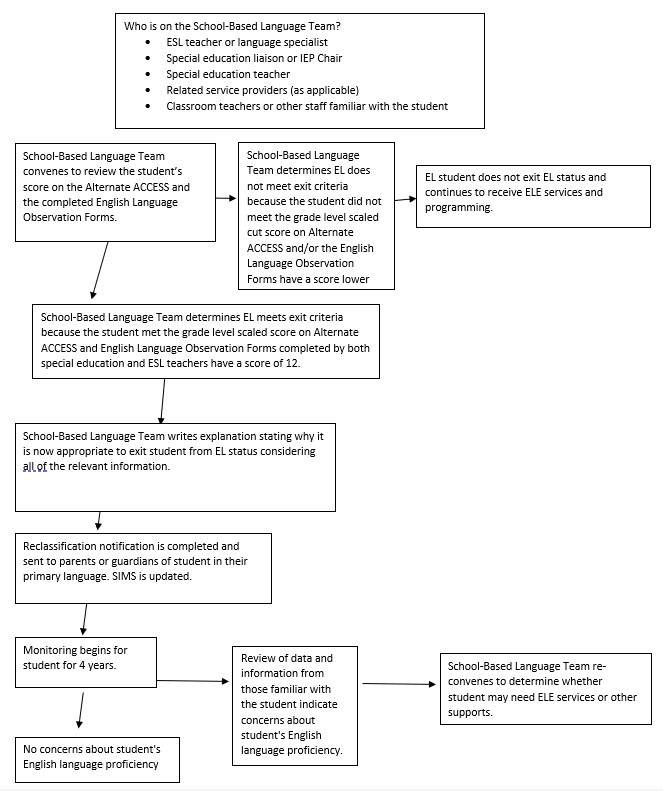 Who is on the School-Based Language Team?
• ESL teacher or language specialist
• Special education liaison or IEP Chair
• Special education teacher
• Related service providers (as applicable)
• Classroom teachers or other staff familiar with the student
School-Based Language Team
convenes to review the student's
score on the Alternate ACCESS and
the completed English Language
Observation Forms.
School-Based Language
Team determines EL does
not meet exit criteria
because the student did not
meet the grade level scaled
cut score on Alternate
ACCESS and/or the English
Language Observation
Forms have a score lower
EL student does not exit EL status and
continues to receive ELE services and
programming.
School-Based Language Team determines EL meets exit criteria
because the student met the grade level scaled score on Alternate
ACCESS and English Language Observation Forms completed by both
special education and ESL teachers have a score of 12.
School-Based Language Team writes explanation stating why it
is now appropriate to exit student from EL status considering
all of the relevant information.
Reclassification notification is completed and
sent to parents or guardians of student in their
primary language. SIMS is updated.
Monitoring begins for
student for 4 years.
Review of data and
information from
those familiar with
the student indicate
concerns about
student's English
language proficiency.
School-Based Language Team re-
convenes to determine whether
student may need ELE services or other
supports.
No concerns about student's
English language proficiency